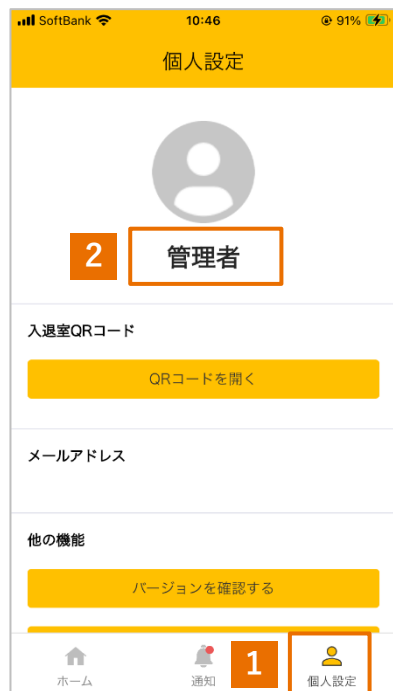 SoftBank 10:46 91%
個人設定
2 管理者
入退室QRコード
QRコードを開く
メールアドレス
他の機能
バージョンを確認する
1
ホーム 通知 個人設定